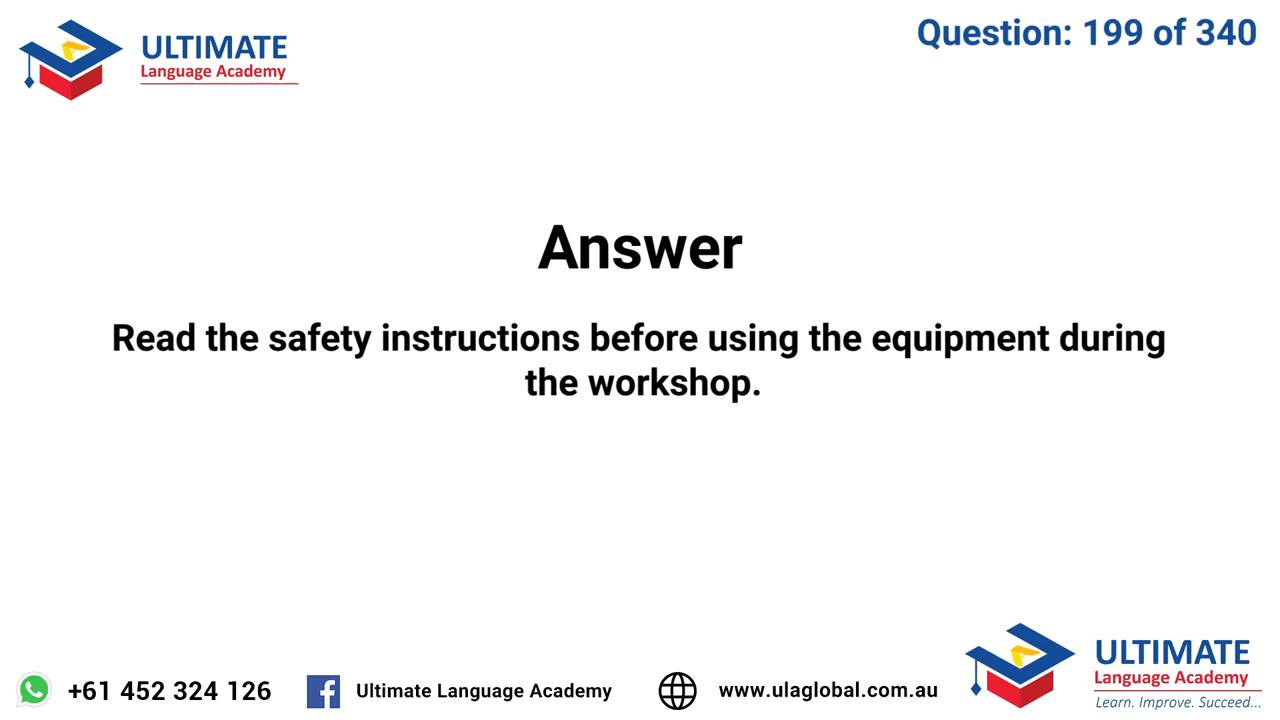 ULTIMATE
Language Academy
Question: 199 of 340
Answer
Read the safety instructions before using the equipment during
the workshop.
+61 452 324 126
Ultimate Language Academy
www.ulaglobal.com.au
ULTIMATE
Language Academy
Learn. Improve. Succeed...